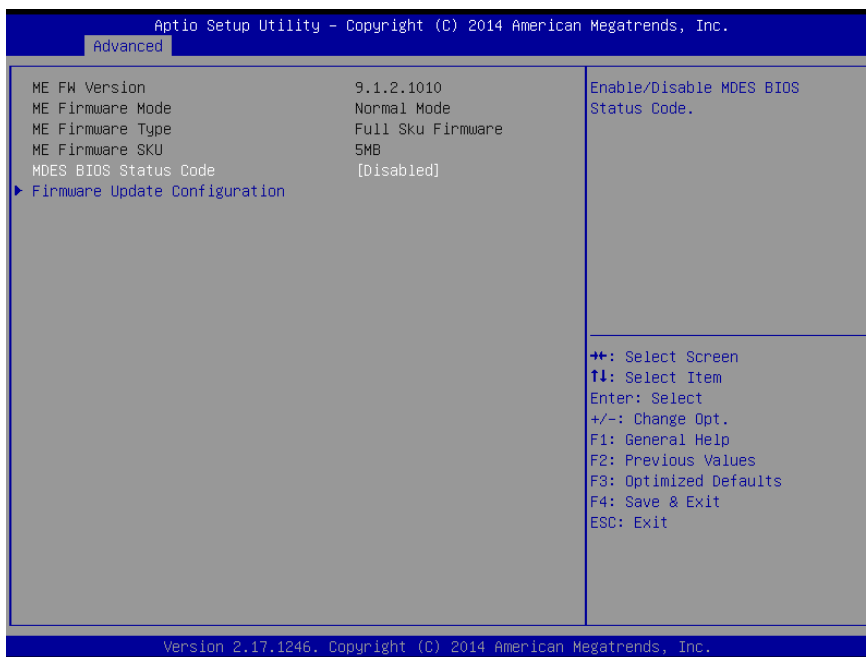 Aptio Setup Utility – Copyright (C) 2014 American Megatrends, Inc.
Advanced
ME FW Version 9.1.2.1010
ME Firmware Mode Normal Mode
ME Firmware Type Full Sku Firmware
ME Firmware SKU 5MB
MDES BIOS Status Code [Disabled]
Firmware Update Configuration
Enable/Disable MDES BIOS
Status Code.
→←: Select Screen
↑↓: Select Item
Enter: Select
+/-: Change Opt.
F1: General Help
F2: Previous Values
F3: Optimized Defaults
F4: Save & Exit
ESC: Exit
Version 2.17.1246. Copyright (C) 2014 American Megatrends, Inc.